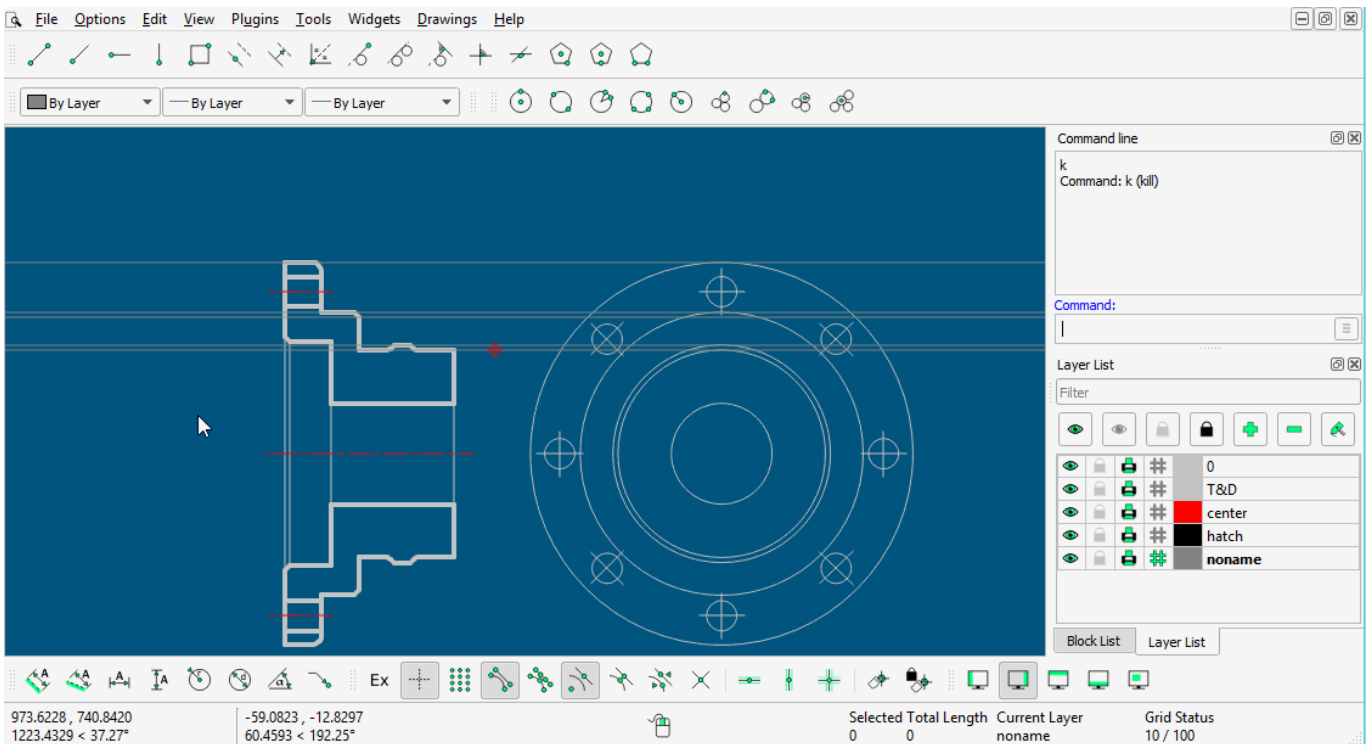 File Options Edit View Plugins Tools Widgets Drawings Help
By Layer By Layer By Layer
Command line
k
Command: k (kill)
Command:
Layer List
Filter
0
T&D
center
hatch
noname
Block List Layer List
Ex
973.6228 , 740.8420
1223.4329 < 37.27°
-59.0823 , -12.8297
60.4593 < 192.25°
Selected Total Length Current Layer Grid Status
0 0 noname 10 / 100